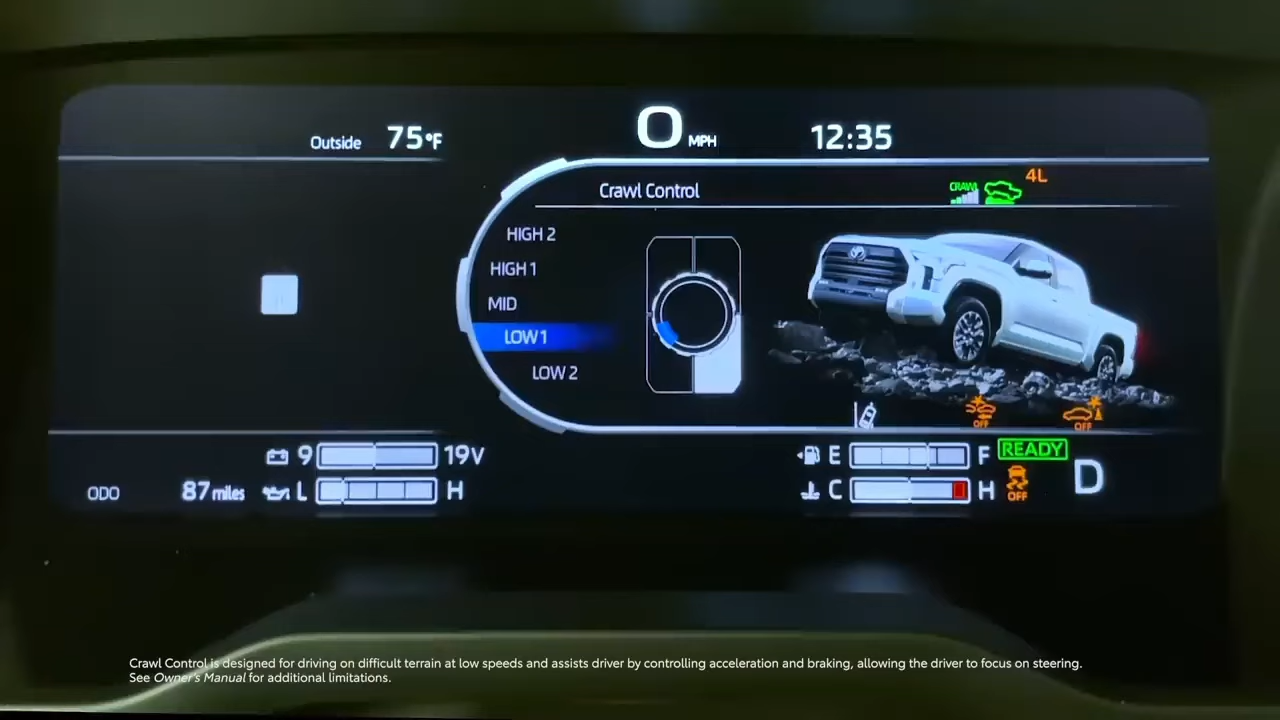 Outside 75°F
0 MPH
12:35
Crawl Control
CRAWL
4L
HIGH 2
HIGH 1
MID
LOW 1
LOW 2
OFF
OFF
9 19V
E F
READY
D
ODO 87 miles
L H
C H
OFF
Crawl Control is designed for driving on difficult terrain at low speeds and assists driver by controlling acceleration and braking, allowing the driver to focus on steering.
See Owner's Manual for additional limitations.